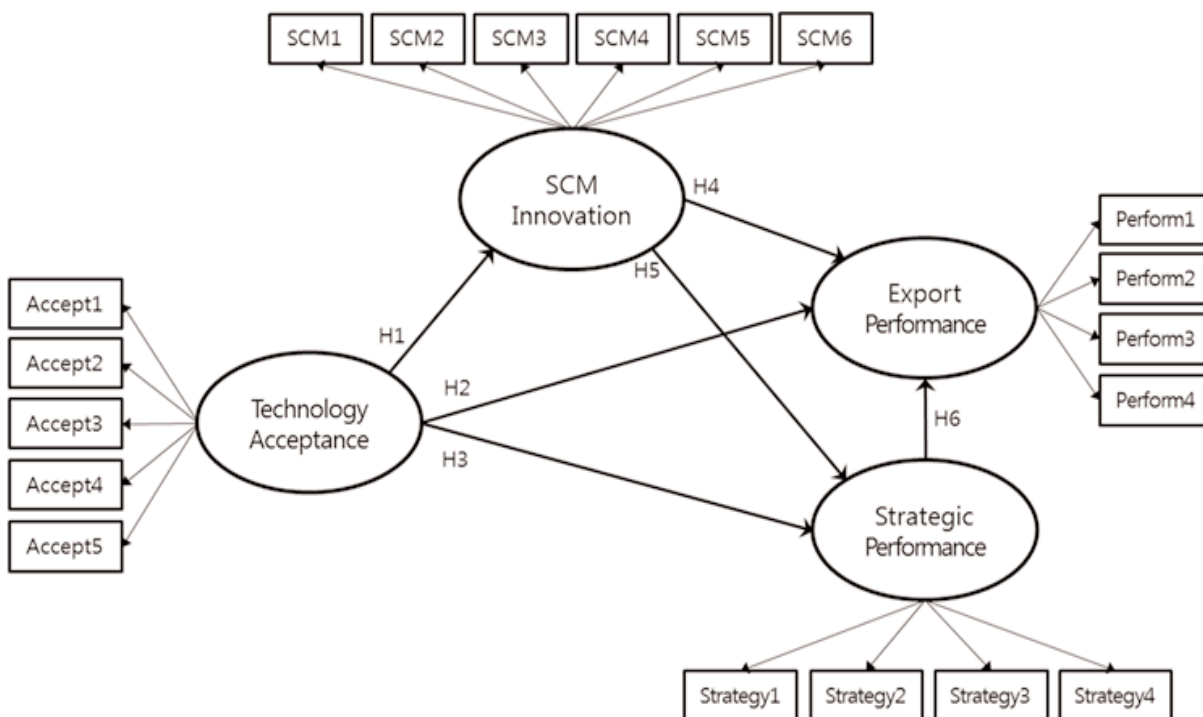 SCM1
SCM2
SCM3
SCM4
SCM5
SCM6
SCM
Innovation
H4
H5
Perform1
Perform2
Perform3
Perform4
Export
Performance
Accept1
Accept2
Accept3
Accept4
Accept5
H1
H2
H3
Technology
Acceptance
H6
Strategic
Performance
Strategy1
Strategy2
Strategy3
Strategy4